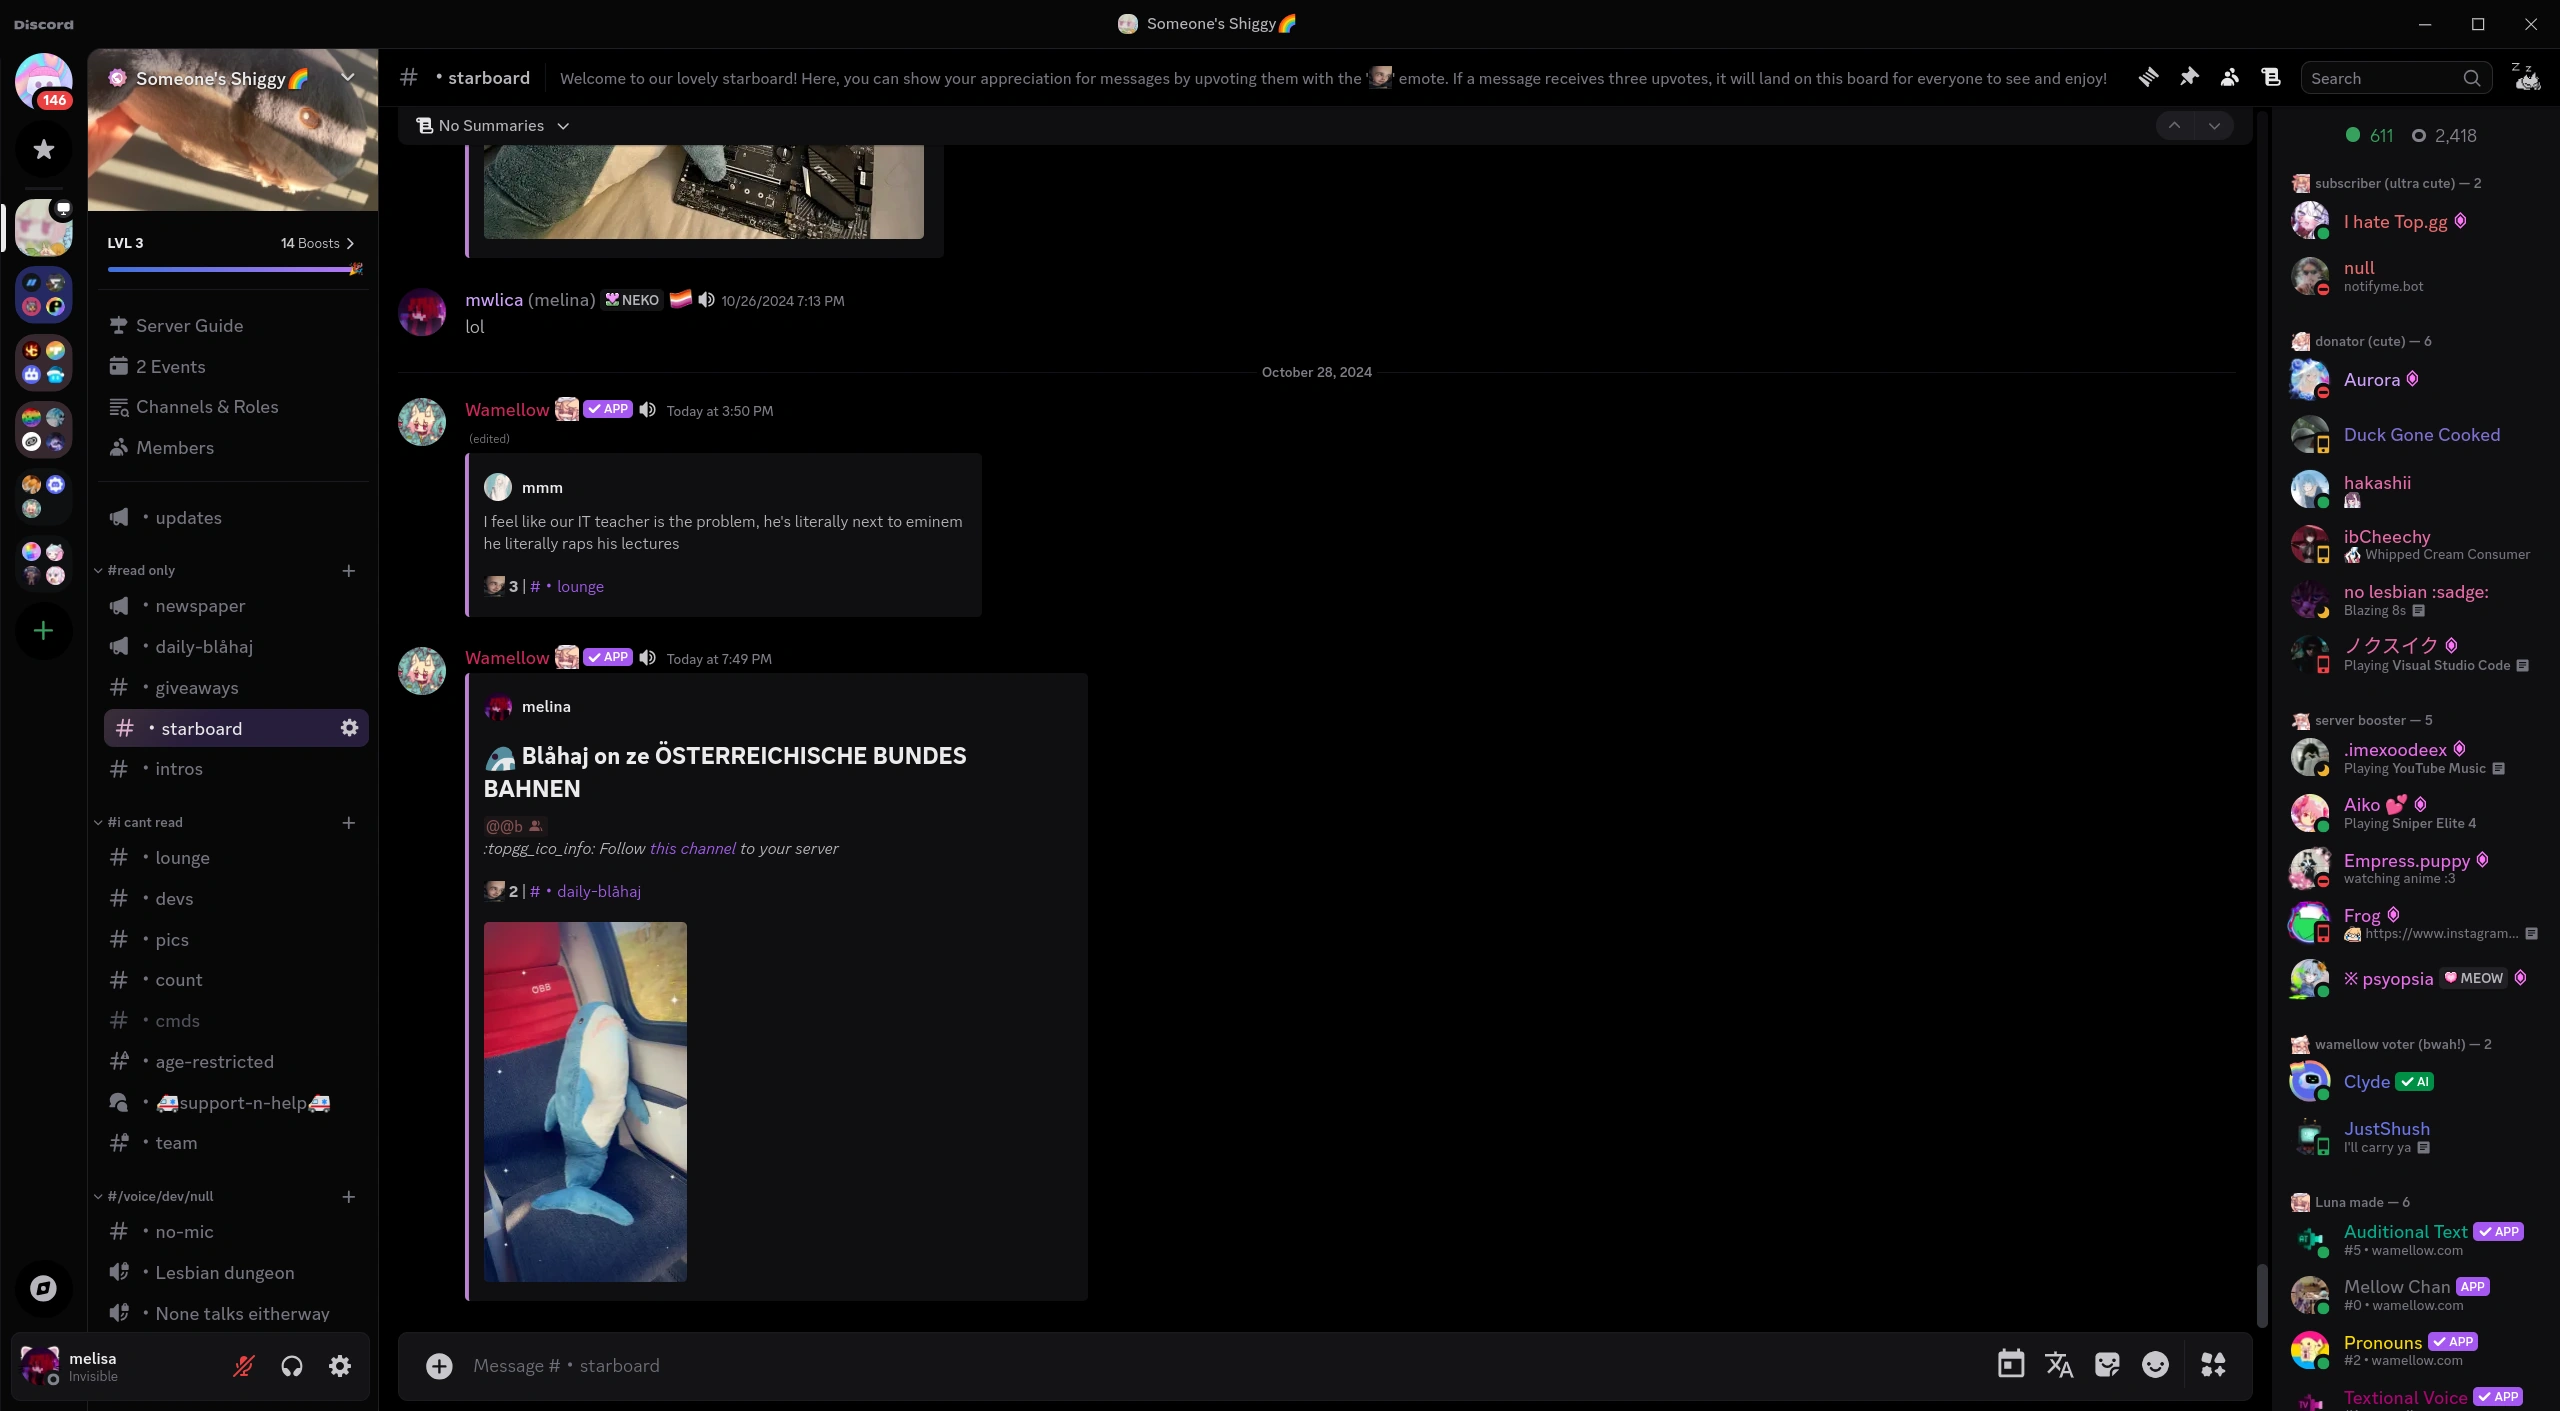 Discord
Someone's Shiggy🌈
146
Someone's Shiggy🌈
LVL 3
14 Boosts
Server Guide
2 Events
Channels & Roles
Members
• updates
#read only
• newspaper
• daily-blåhaj
• giveaways
• starboard
• intros
#i cant read
• lounge
• devs
• pics
• count
• cmds
• age-restricted
• 🚑support-n-help🚑
• team
#/voice/dev/null
• no-mic
• Lesbian dungeon
• None talks eitherway
melisa
Invisible
# • starboard
Welcome to our lovely starboard! Here, you can show your appreciation for messages by upvoting them with the ' ' emote. If a message receives three upvotes, it will land on this board for everyone to see and enjoy!
Search
No Summaries
msi
mwlica (melina) NEKO 10/26/2024 7:13 PM
lol
October 28, 2024
Wamellow APP Today at 3:50 PM
(edited)
mmm
I feel like our IT teacher is the problem, he's literally next to eminem
he literally raps his lectures
3 | # • lounge
Wamellow APP Today at 7:49 PM
melina
Blåhaj on ze ÖSTERREICHISCHE BUNDES
BAHNEN
@@b
:topgg_ico_info: Follow this channel to your server
2 | # • daily-blåhaj
ÖBB
Message # • starboard
611 2,418
subscriber (ultra cute) — 2
I hate Top.gg
null
notifyme.bot
donator (cute) — 6
Aurora
Duck Gone Cooked
hakashii
ibCheechy
Whipped Cream Consumer
no lesbian :sadge:
Blazing 8s
ノクスイク
Playing Visual Studio Code
server booster — 5
.imexoodeex
Playing YouTube Music
Aiko 💕
Playing Sniper Elite 4
Empress.puppy
watching anime :3
Frog
https://www.instagram...
※ psyopsia MEOW
wamellow voter (bwah!) — 2
Clyde AI
JustShush
I'll carry ya
Luna made — 6
Auditional Text APP
#5 • wamellow.com
Mellow Chan APP
#0 • wamellow.com
Pronouns APP
#2 • wamellow.com
Textional Voice APP